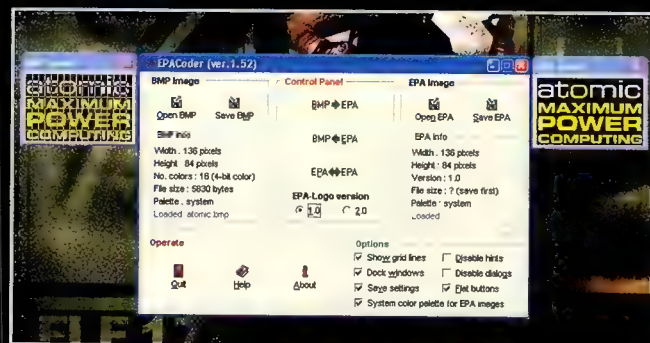 atomic
MAXIMUM
POWER
COMPUTING
EPACoder (ver.1.52)
BMP Image
Open BMP
Save BMP
BMP info
Width : 136 pixels
Height : 84 pixels
No. colors : 16 (4-bit color)
File size : 5830 bytes
Palette : system
Loaded atomic.bmp
Control Panel
BMP EPA
BMP EPA
EPA EPA
EPA-Logo version
1.0
2.0
EPA Image
Open EPA
Save EPA
EPA info
Width : 136 pixels
Height : 84 pixels
Version : 1.0
File size : ? (save first)
Palette : system
Loaded
Operate
Quit
Help
About
Options
Show grid lines
Disable hints
Dock windows
Disable dialogs
Save settings
Flat buttons
System color palette for EPA images
atomic
MAXIMUM
POWER
COMPUTING